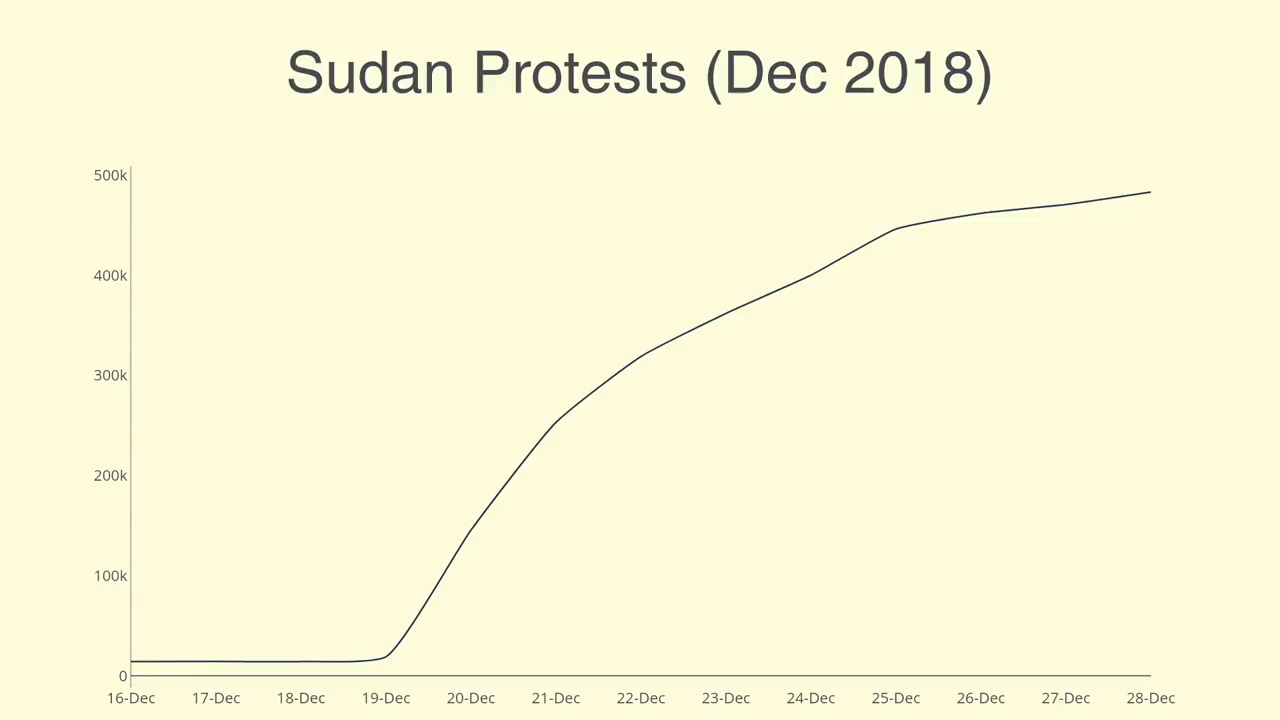 Sudan Protests (Dec 2018)
500k
400k
300k
200k
100k
0
16-Dec 17-Dec 18-Dec 19-Dec 20-Dec 21-Dec 22-Dec 23-Dec 24-Dec 25-Dec 26-Dec 27-Dec 28-Dec